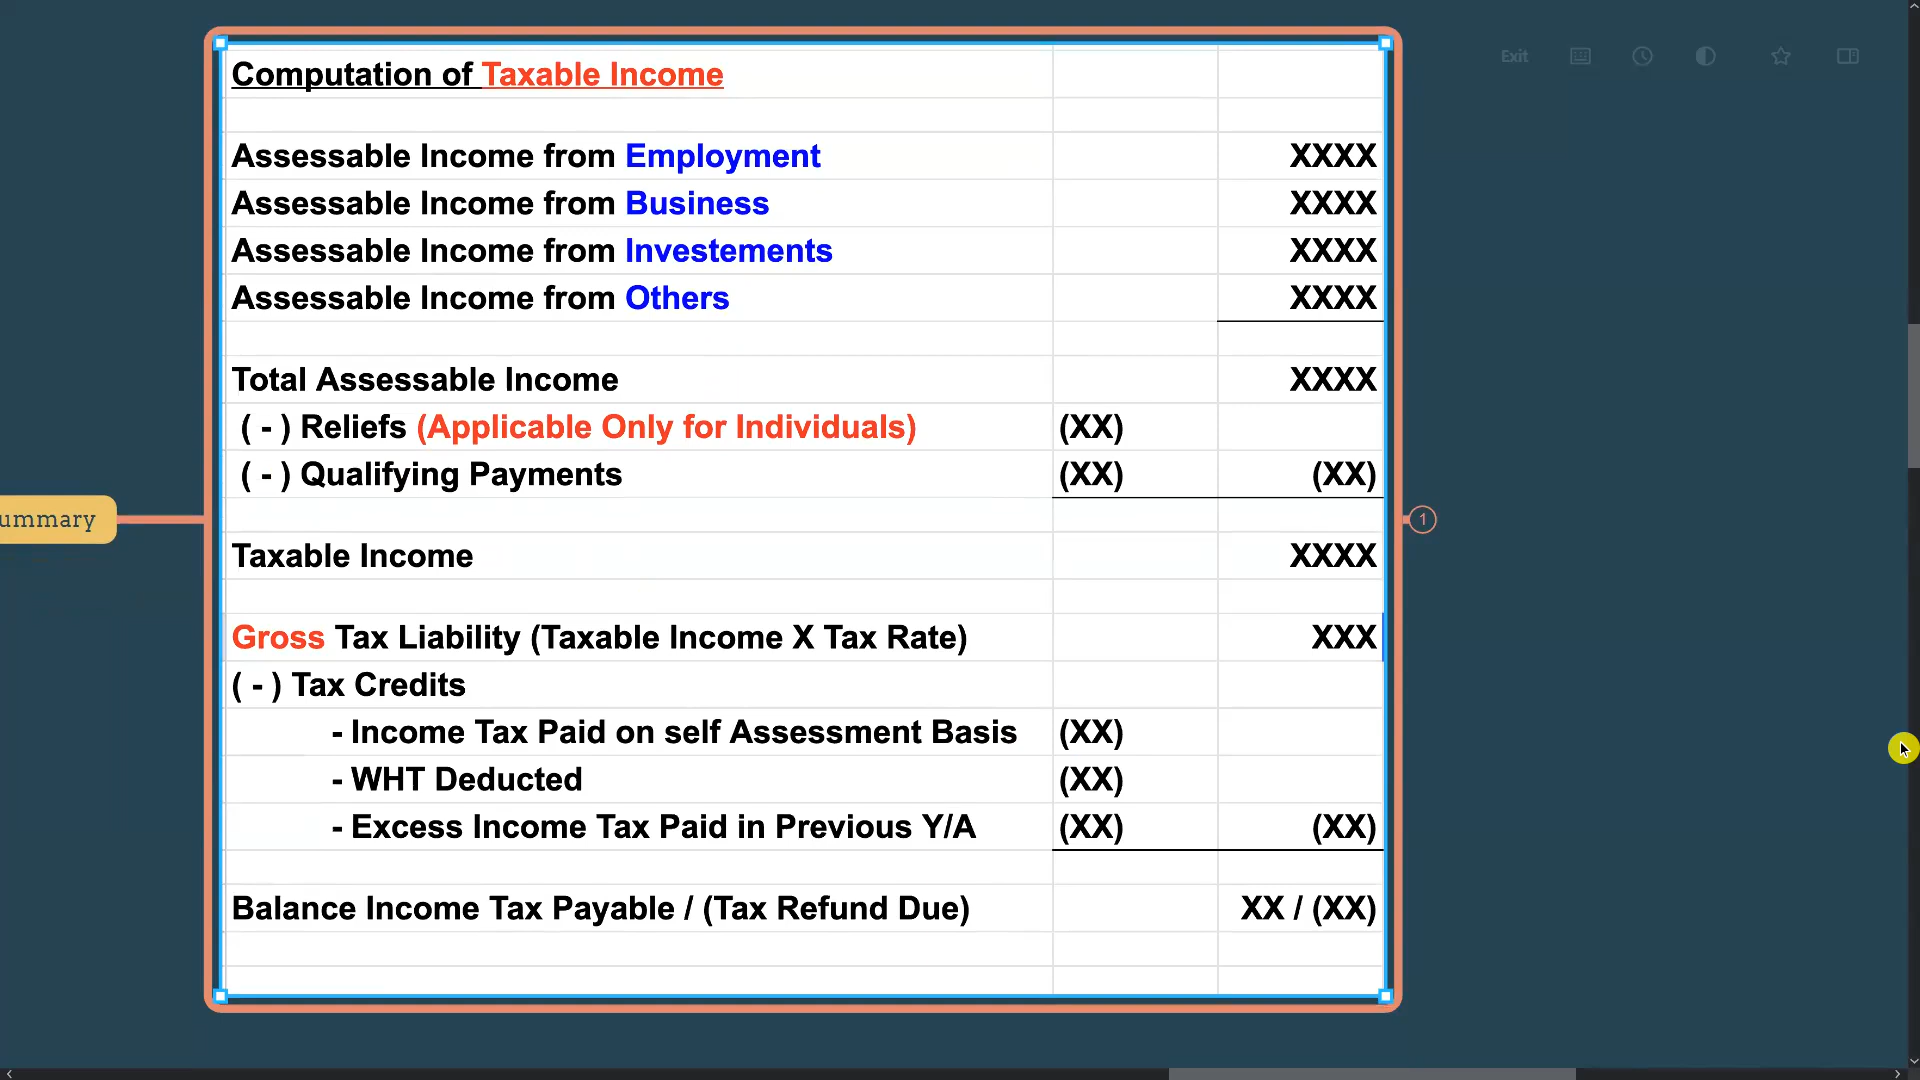 Exit
Computation of Taxable Income
Assessable Income from Employment XXXX
Assessable Income from Business XXXX
Assessable Income from Investements XXXX
Assessable Income from Others XXXX
Total Assessable Income XXXX
( - ) Reliefs (Applicable Only for Individuals) (XX)
( - ) Qualifying Payments (XX) (XX)
ummary
1
Taxable Income XXXX
Gross Tax Liability (Taxable Income X Tax Rate) XXX
( - ) Tax Credits
- Income Tax Paid on self Assessment Basis (XX)
- WHT Deducted (XX)
- Excess Income Tax Paid in Previous Y/A (XX) (XX)
Balance Income Tax Payable / (Tax Refund Due) XX / (XX)